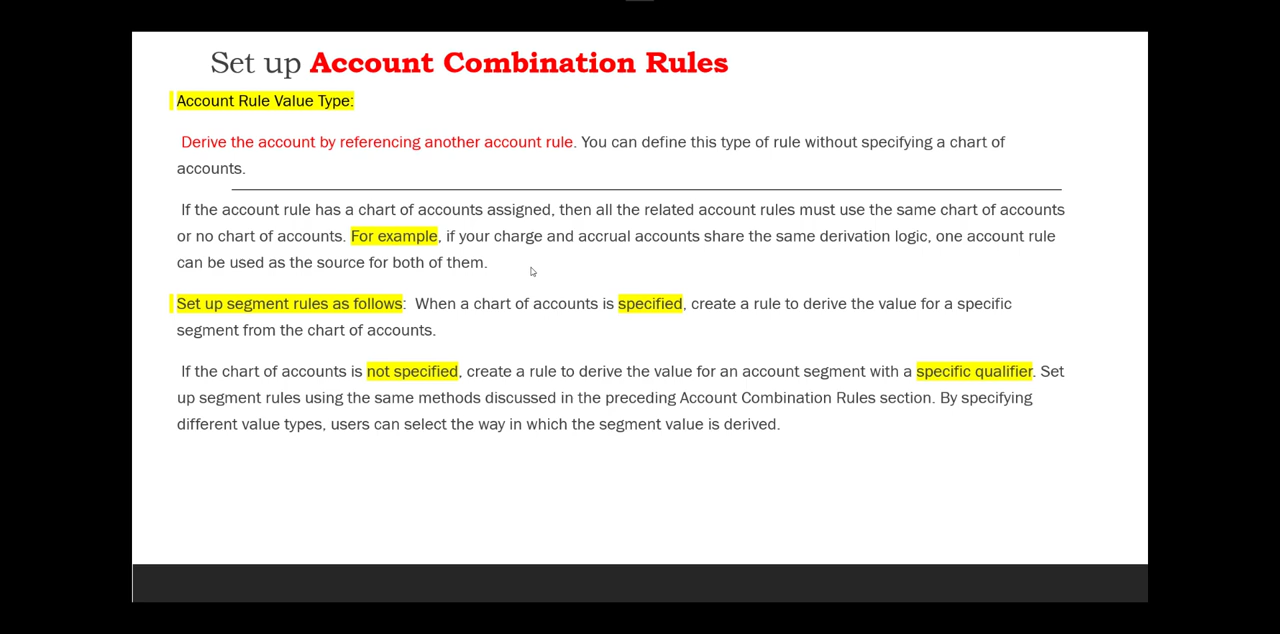 Set up Account Combination Rules
Account Rule Value Type:
Derive the account by referencing another account rule. You can define this type of rule without specifying a chart of
accounts.
If the account rule has a chart of accounts assigned, then all the related account rules must use the same chart of accounts
or no chart of accounts. For example, if your charge and accrual accounts share the same derivation logic, one account rule
can be used as the source for both of them.
Set up segment rules as follows: When a chart of accounts is specified, create a rule to derive the value for a specific
segment from the chart of accounts.
If the chart of accounts is not specified, create a rule to derive the value for an account segment with a specific qualifier. Set
up segment rules using the same methods discussed in the preceding Account Combination Rules section. By specifying
different value types, users can select the way in which the segment value is derived.